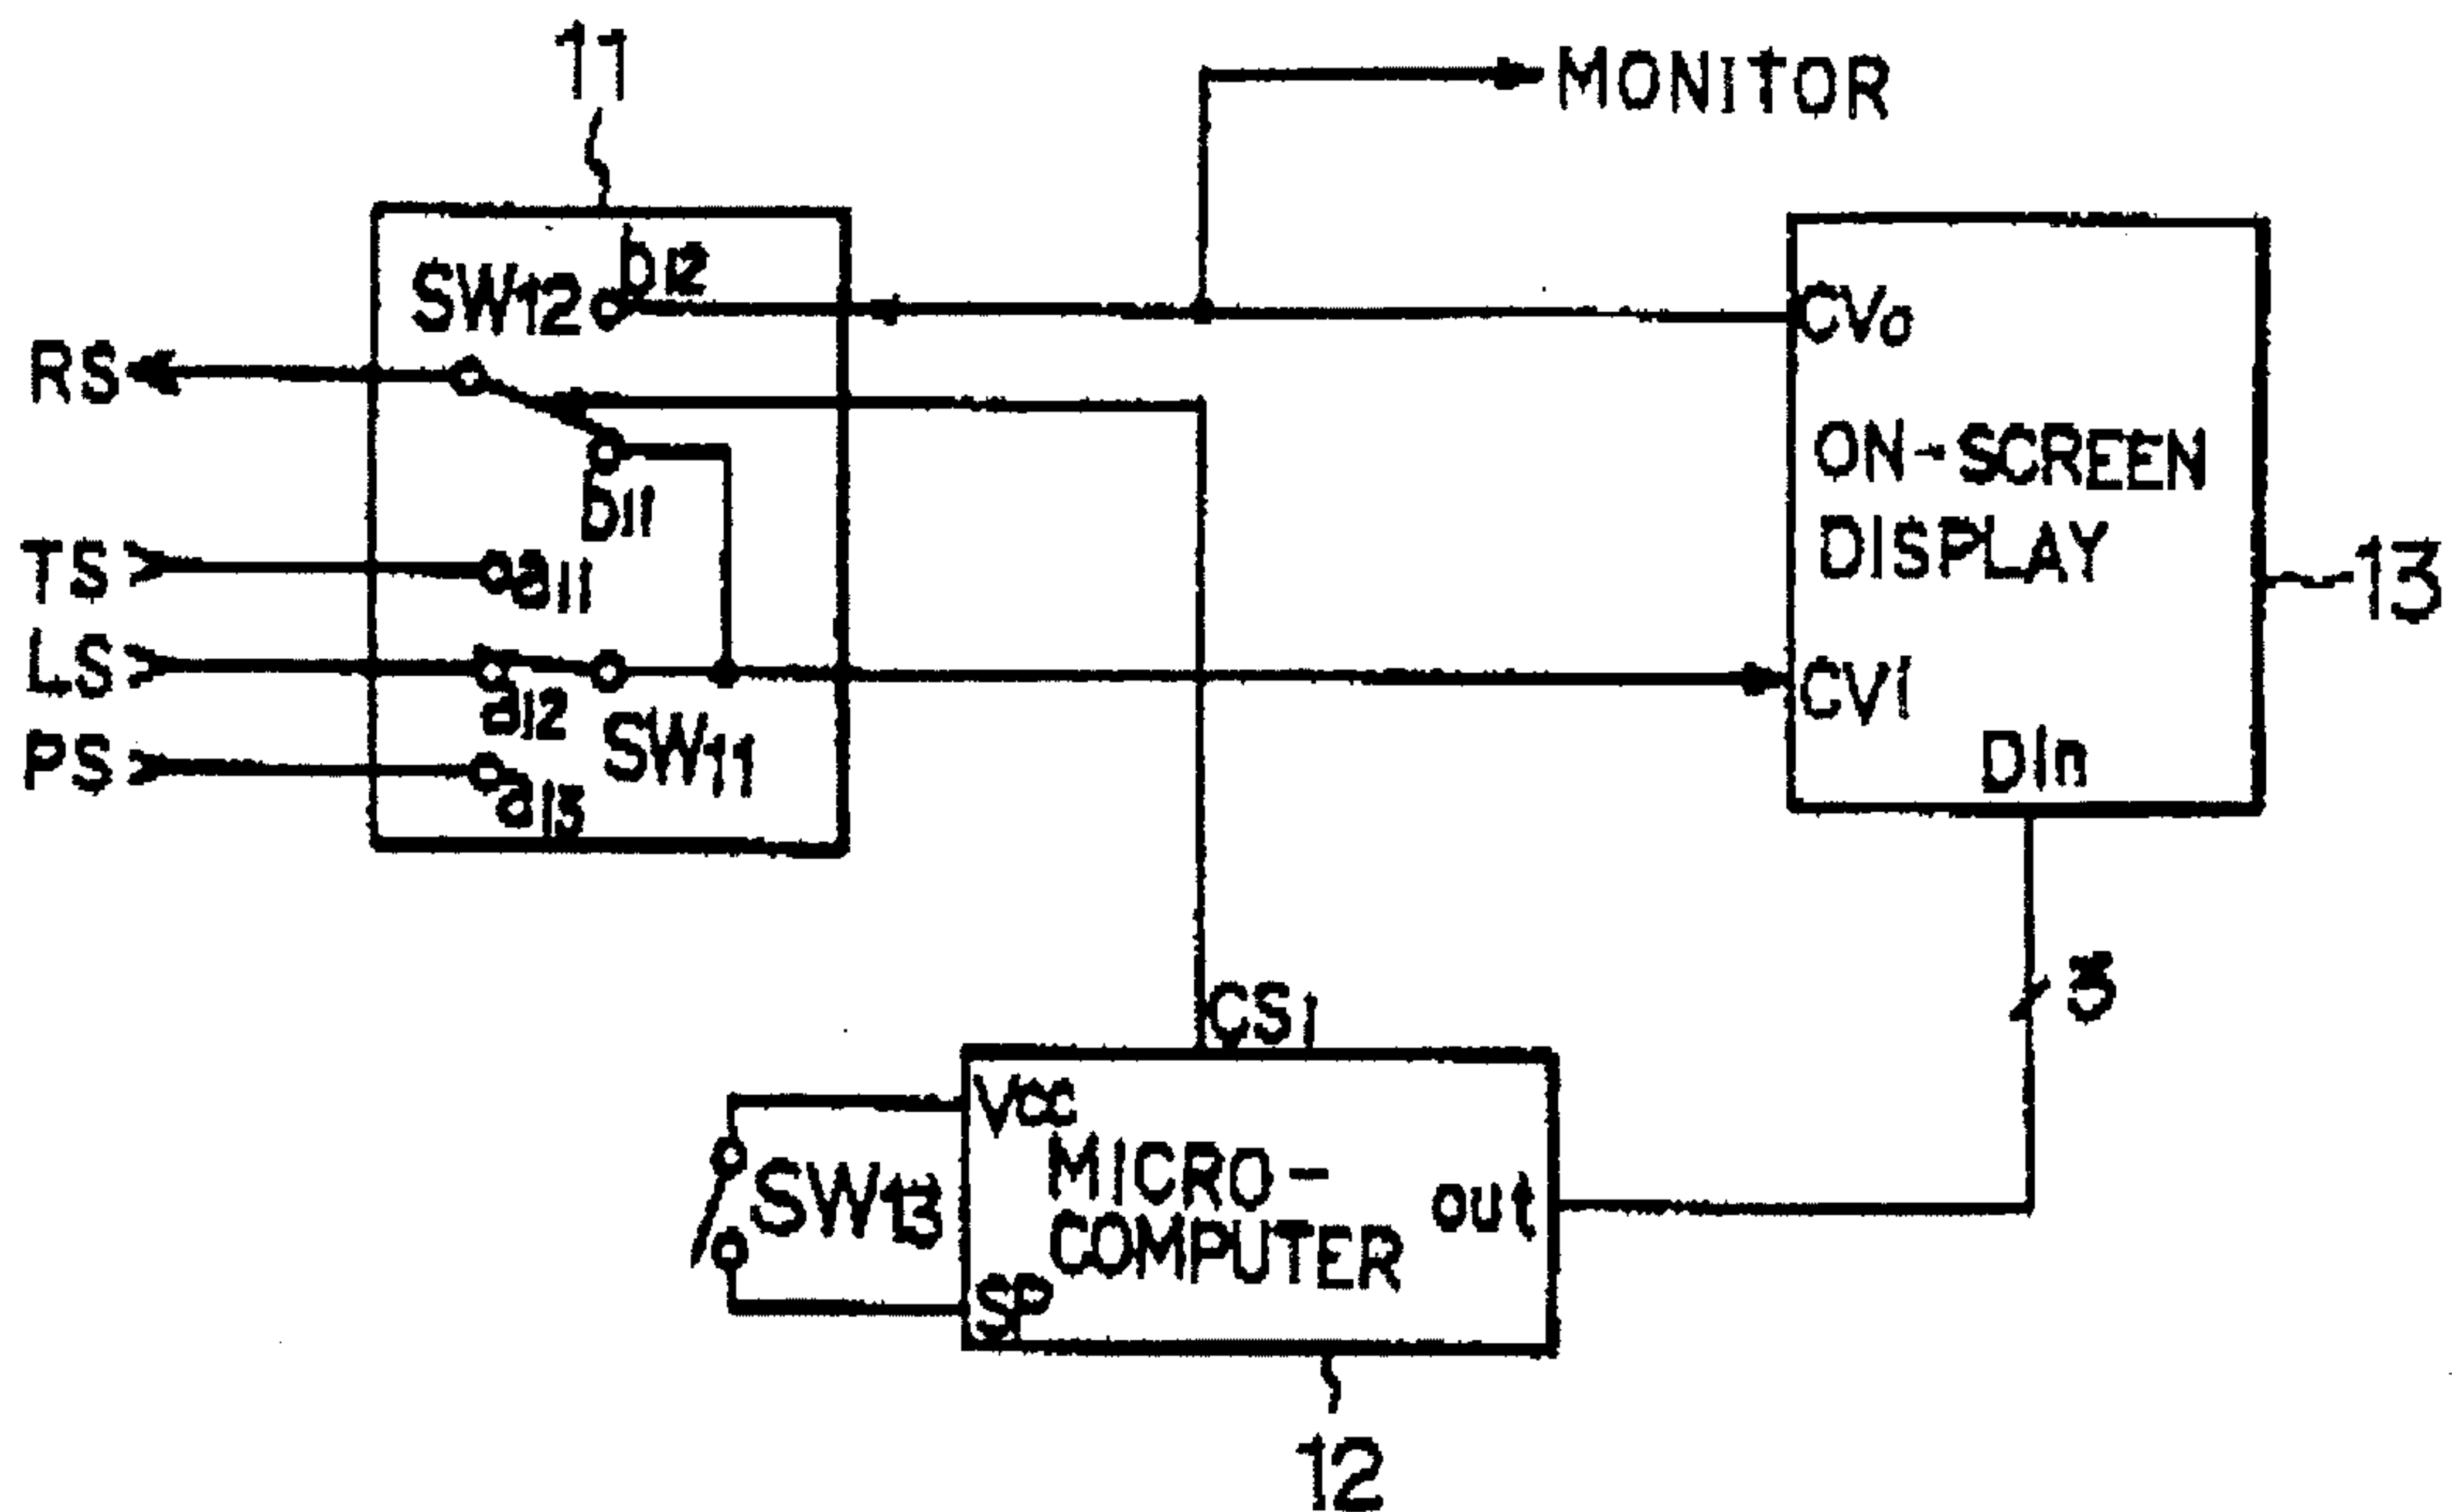 11
MONITOR
SW12
b12
RS
CVo
ON-SCREEN
DISPLAY
b11
TS
a11
13
LS
a12
SW11
CV1
PS
a13
DIn
3
CS1
Vcc
MICRO-
COMPUTER
SW13
out
SP
12